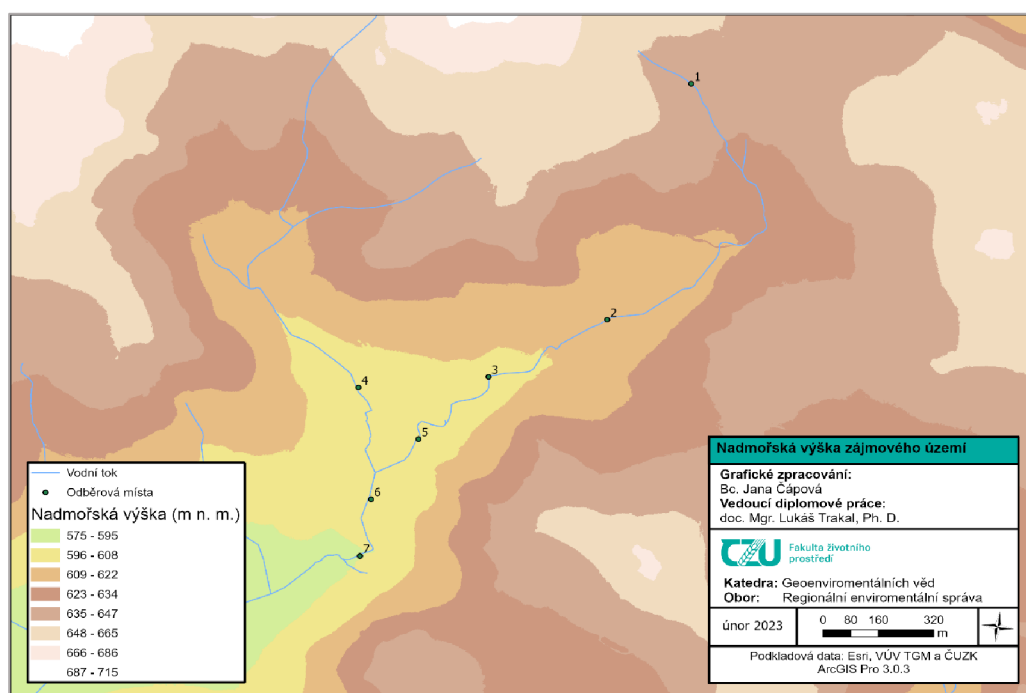 1
2
3
4
5
6
7
Vodní tok
Odběrová místa
Nadmořská výška (m n. m.)
575 - 595
596 - 608
609 - 622
623 - 634
635 - 647
648 - 665
666 - 686
687 - 715
Nadmořská výška zájmového území
Grafické zpracování:
Bc. Jana Čápová
Vedoucí diplomové práce:
doc. Mgr. Lukáš Trakal, Ph. D.
CZU Fakulta životního
prostředí
Katedra: Geoenviromentálních věd
Obor: Regionální enviromentální správa
únor 2023
0 80 160 320
m
Podkladová data: Esri, VÚV TGM a ČUZK
ArcGIS Pro 3.0.3